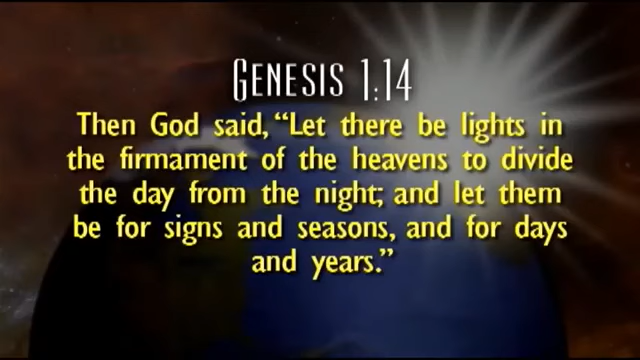 GENESIS 1:14
Then God said, “Let there be lights in
the firmament of the heavens to divide
the day from the night; and let them
be for signs and seasons, and for days
and years.”